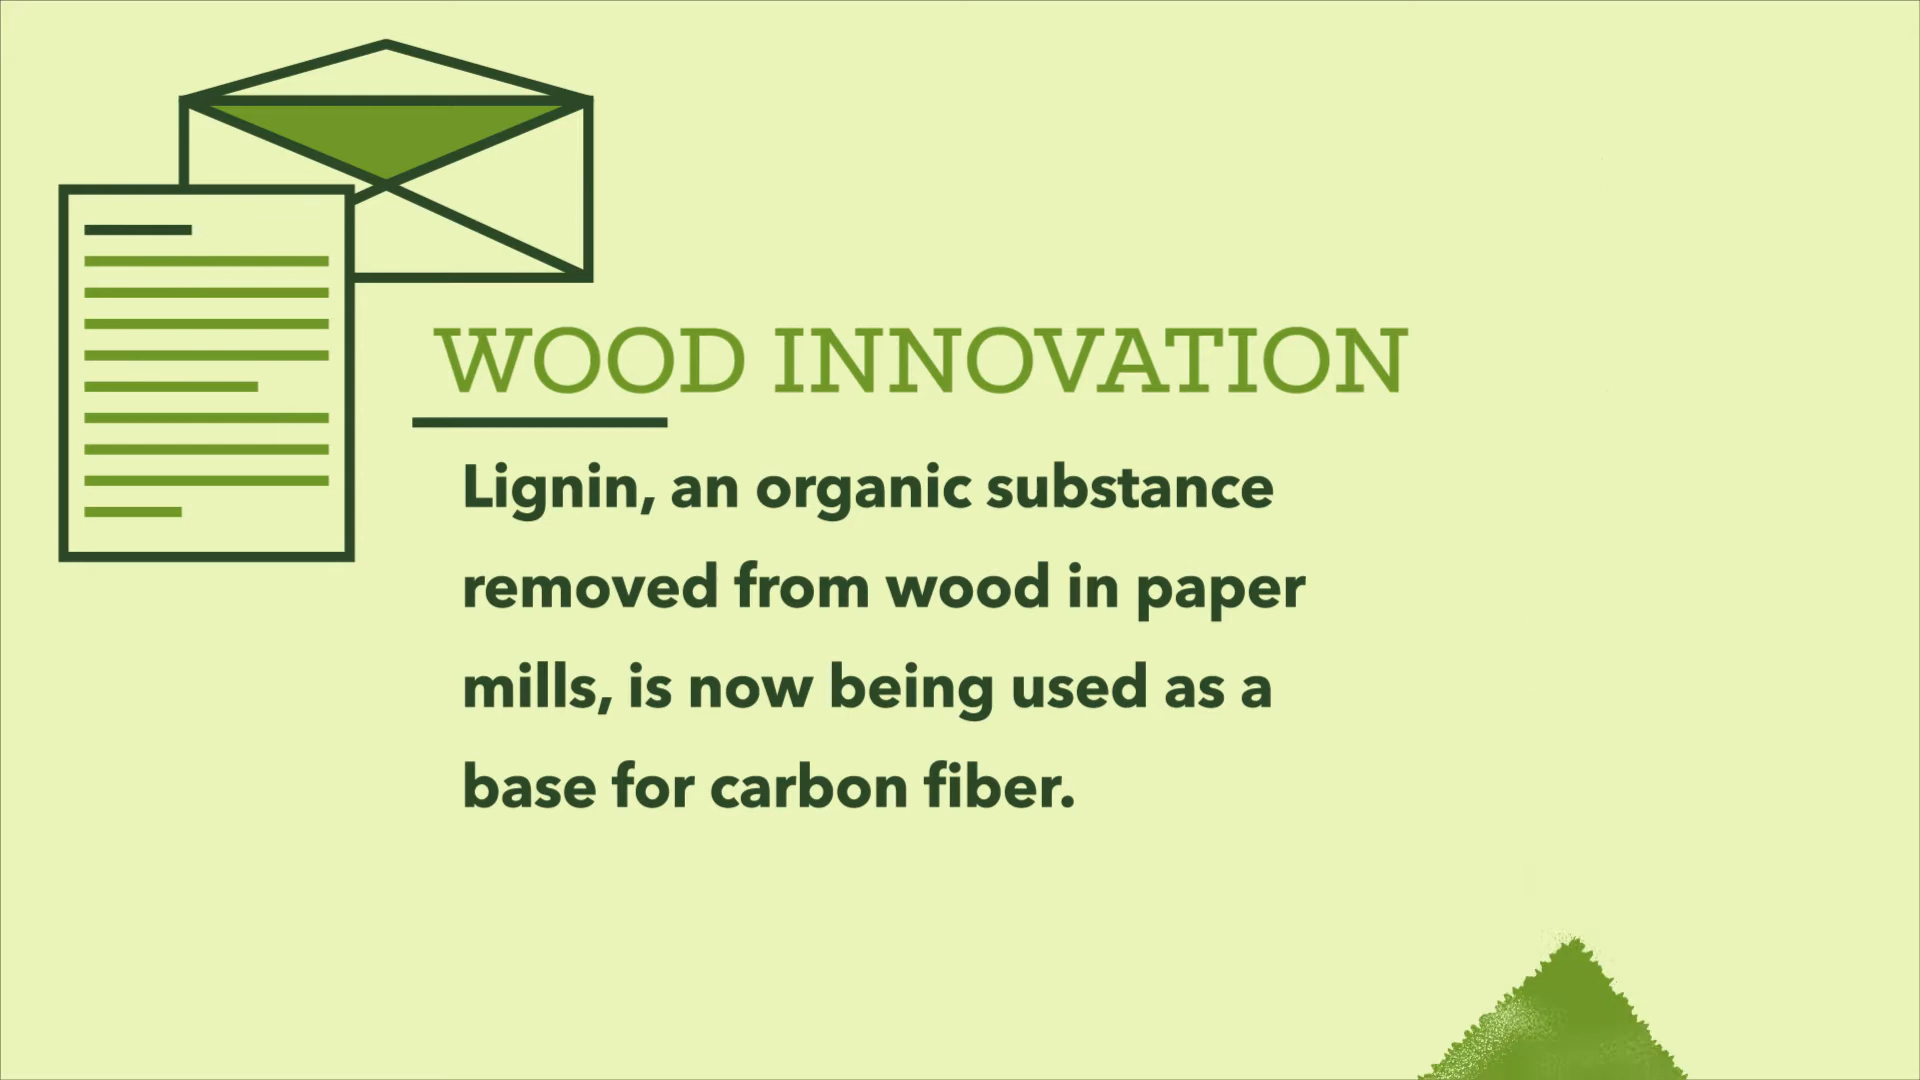 WOOD INNOVATION
Lignin, an organic substance
removed from wood in paper
mills, is now being used as a
base for carbon fiber.